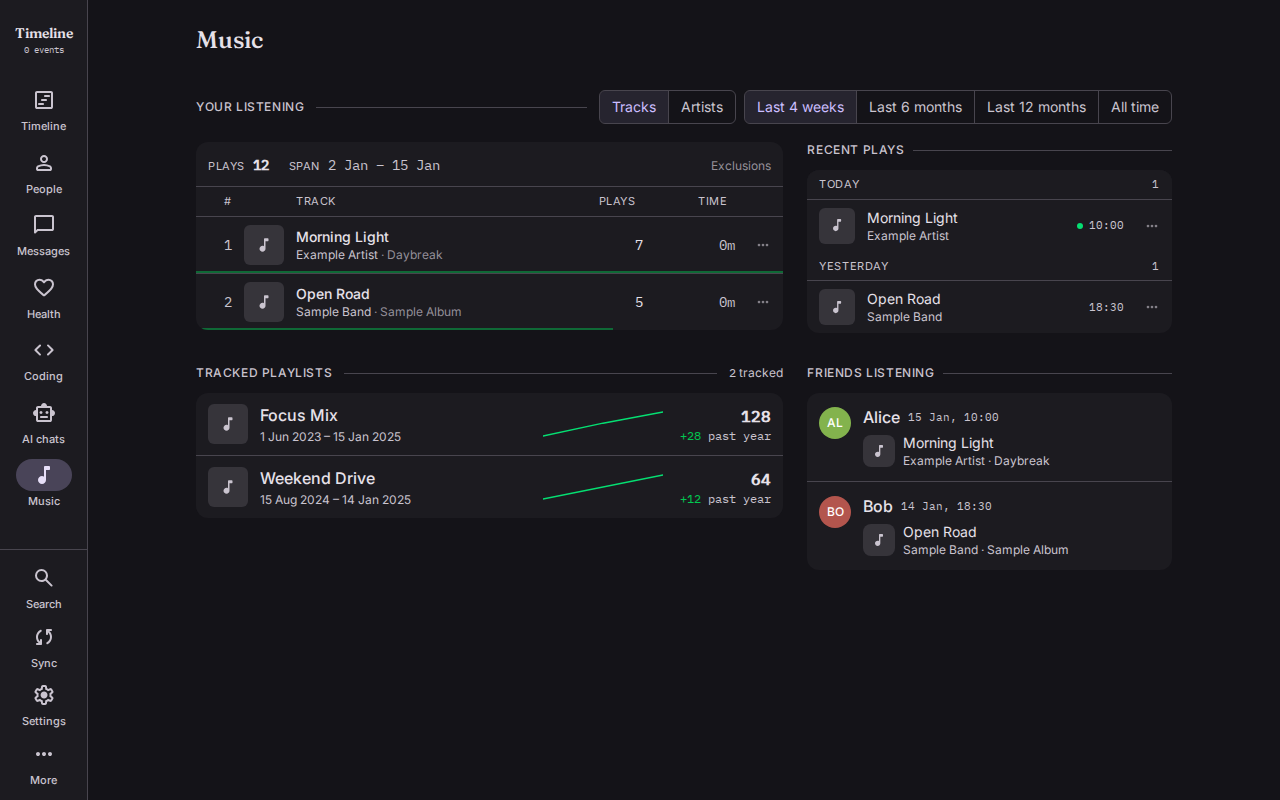 Timeline
0 events
Timeline
People
Messages
Health
Coding
AI chats
Music
Search
Sync
Settings
More
Music
YOUR LISTENING
Tracks Artists
Last 4 weeks Last 6 months Last 12 months All time
PLAYS 12 SPAN 2 Jan – 15 Jan Exclusions
# TRACK PLAYS TIME
1 Morning Light 7 0m
Example Artist · Daybreak
2 Open Road 5 0m
Sample Band · Sample Album
RECENT PLAYS
TODAY 1
Morning Light 10:00
Example Artist
YESTERDAY 1
Open Road 18:30
Sample Band
TRACKED PLAYLISTS 2 tracked
Focus Mix 128
1 Jun 2023 – 15 Jan 2025 +28 past year
Weekend Drive 64
15 Aug 2024 – 14 Jan 2025 +12 past year
FRIENDS LISTENING
AL Alice 15 Jan, 10:00
Morning Light
Example Artist · Daybreak
BO Bob 14 Jan, 18:30
Open Road
Sample Band · Sample Album